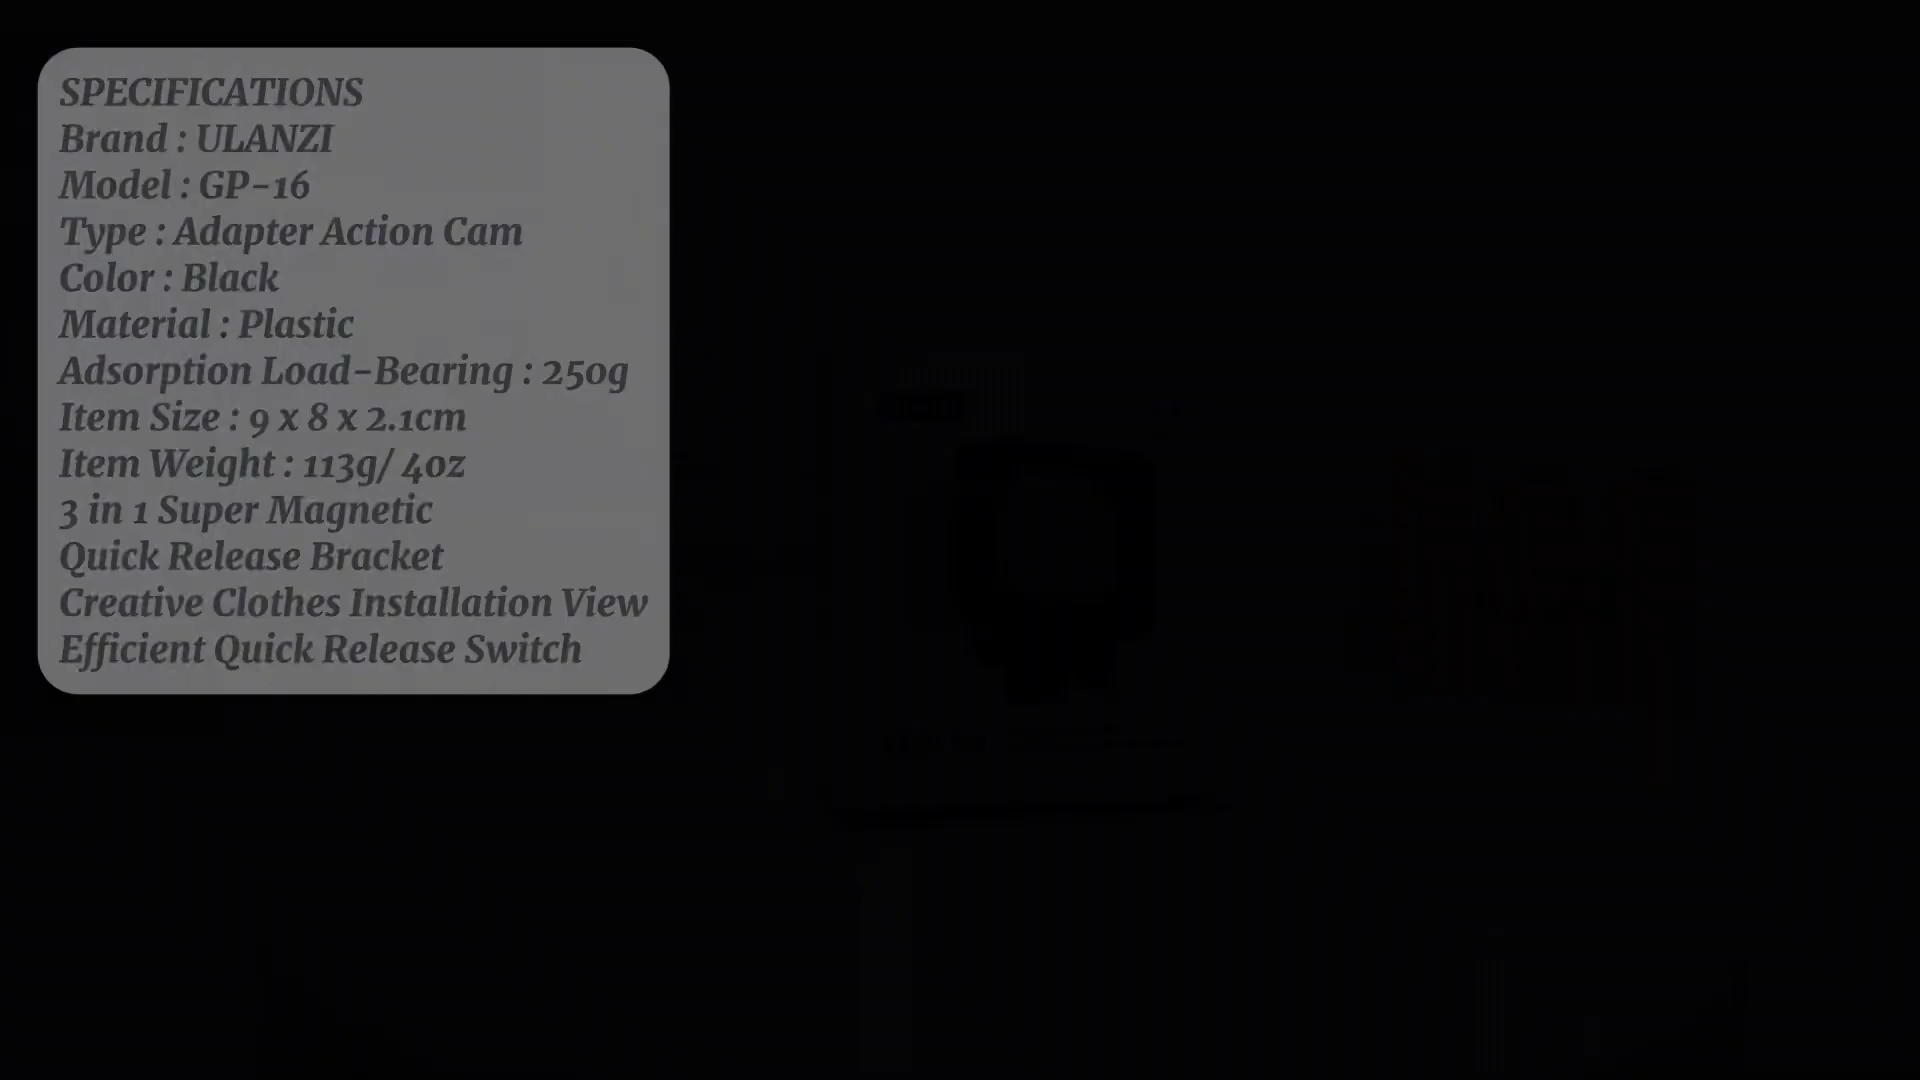 SPECIFICATIONS
Brand : ULANZI
Model : GP-16
Type : Adapter Action Cam
Color : Black
Material : Plastic
Adsorption Load-Bearing : 250g
Item Size : 9 x 8 x 2.1cm
Item Weight : 113g/ 4oz
3 in 1 Super Magnetic
Quick Release Bracket
Creative Clothes Installation View
Efficient Quick Release Switch